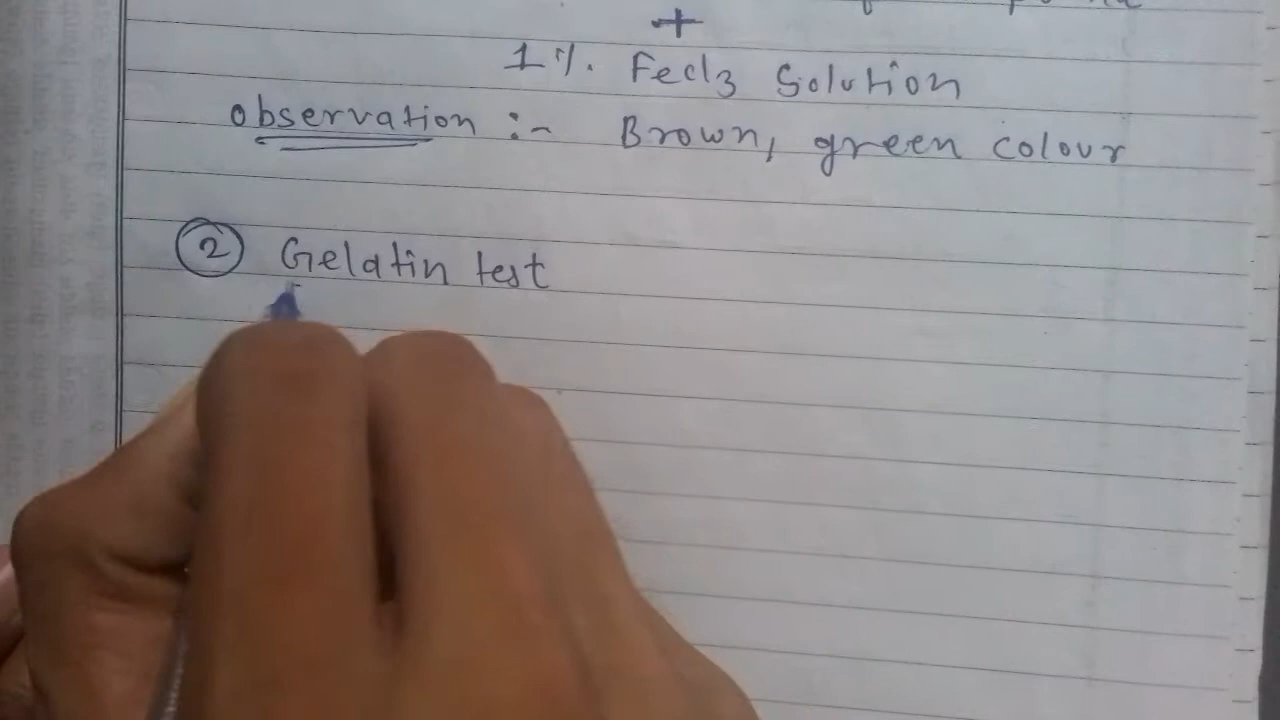 +
1 %. Fecl3 Solution
observation :- Brown, green colour
2 Gelatin test